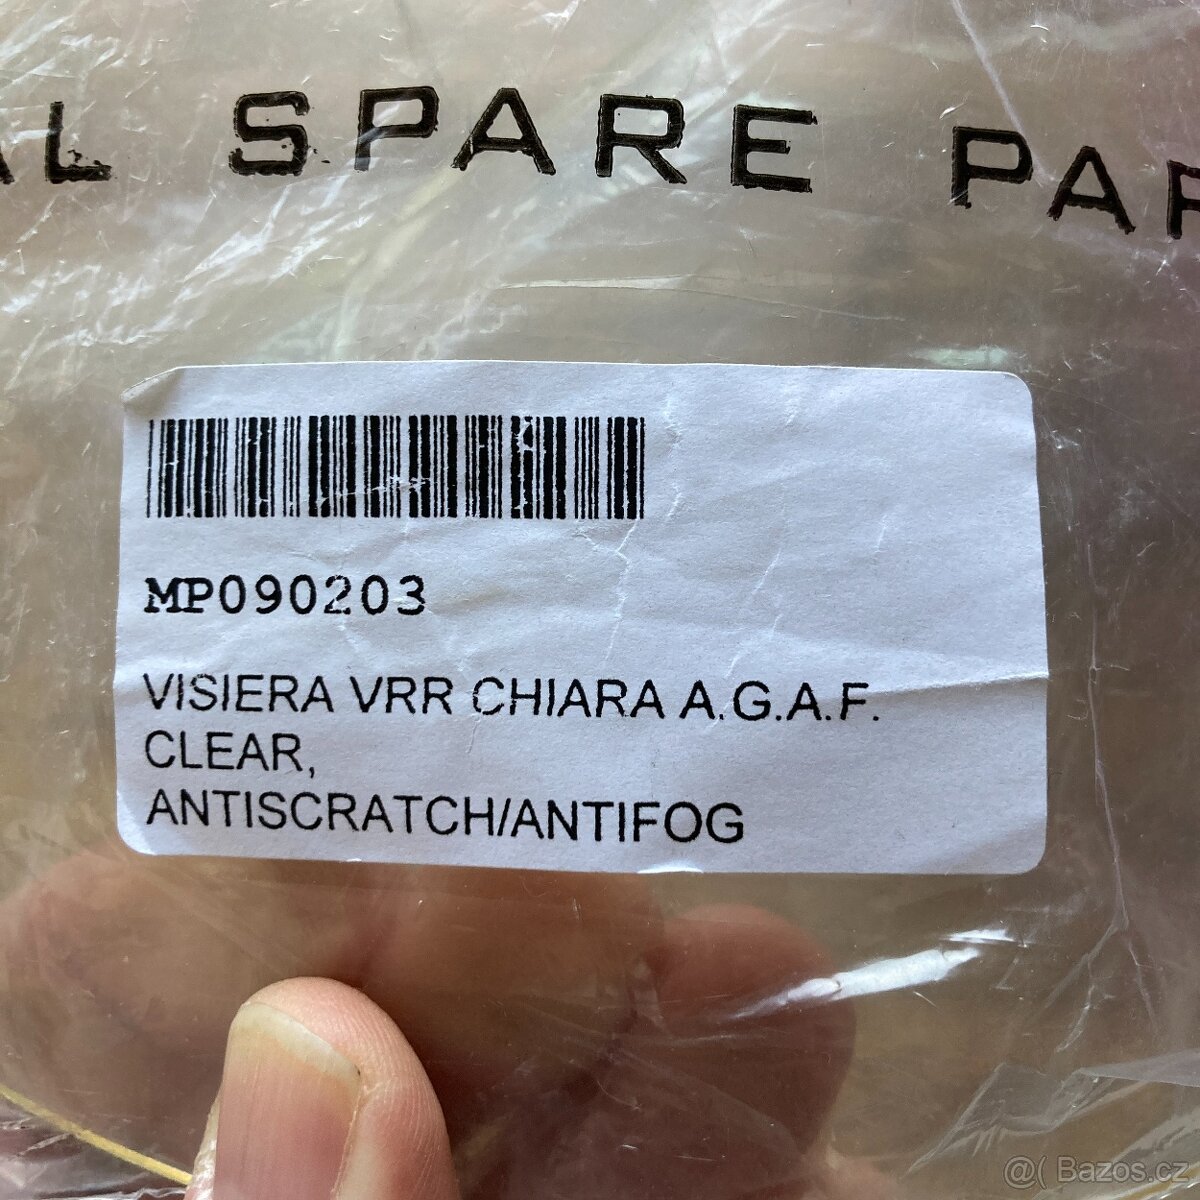 AL SPARE PAR
MP090203
VISIERA VRR CHIARA A.G.A.F.
CLEAR,
ANTISCRATCH/ANTIFOG
@( Bazos.cz